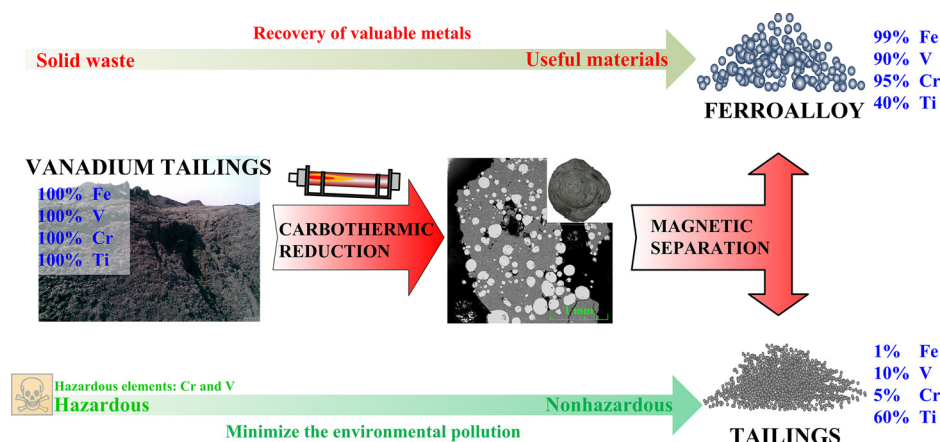 Recovery of valuable metals
Solid waste
Useful materials
99% Fe
90% V
95% Cr
40% Ti
FERROALLOY
VANADIUM TAILINGS
100% Fe
100% V
100% Cr
100% Ti
CARBOTHERMIC
REDUCTION
1 mm
MAGNETIC
SEPARATION
1% Fe
10% V
5% Cr
60% Ti
Hazardous elements: Cr and V
Hazardous
Nonhazardous
Minimize the environmental pollution
TAILINGS